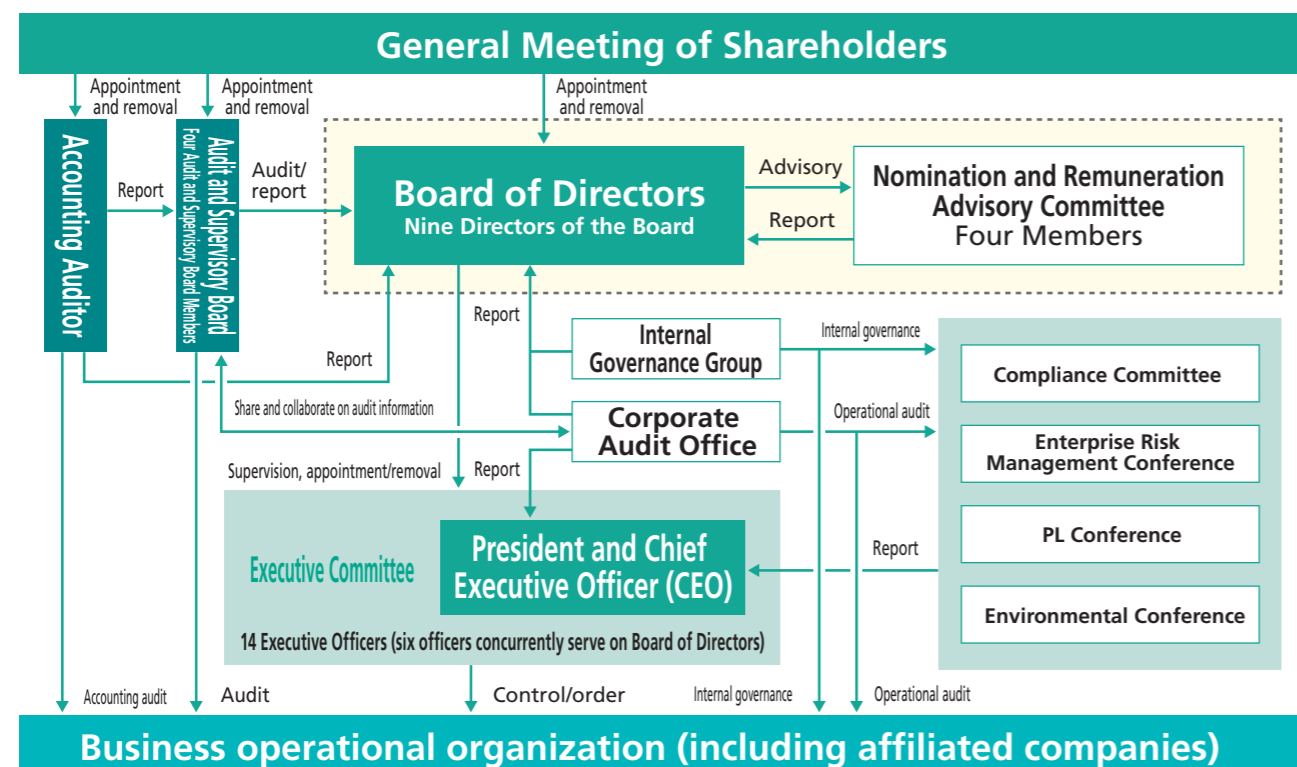 General Meeting of Shareholders
Appointment
and removal
Appointment
and removal
Appointment
and removal
Accounting Auditor
Report
Audit and Supervisory Board
Four Audit and Supervisory Board Members
Audit/
report
Board of Directors
Nine Directors of the Board
Advisory
Report
Nomination and Remuneration
Advisory Committee
Four Members
Report
Report
Internal
Governance Group
Internal governance
Share and collaborate on audit information
Corporate
Audit Office
Operational audit
Compliance Committee
Enterprise Risk
Management Conference
PL Conference
Environmental Conference
Supervision, appointment/removal
Report
Executive Committee
President and Chief
Executive Officer (CEO)
Report
14 Executive Officers (six officers concurrently serve on Board of Directors)
Accounting audit
Audit
Control/order
Internal governance
Operational audit
Business operational organization (including affiliated companies)